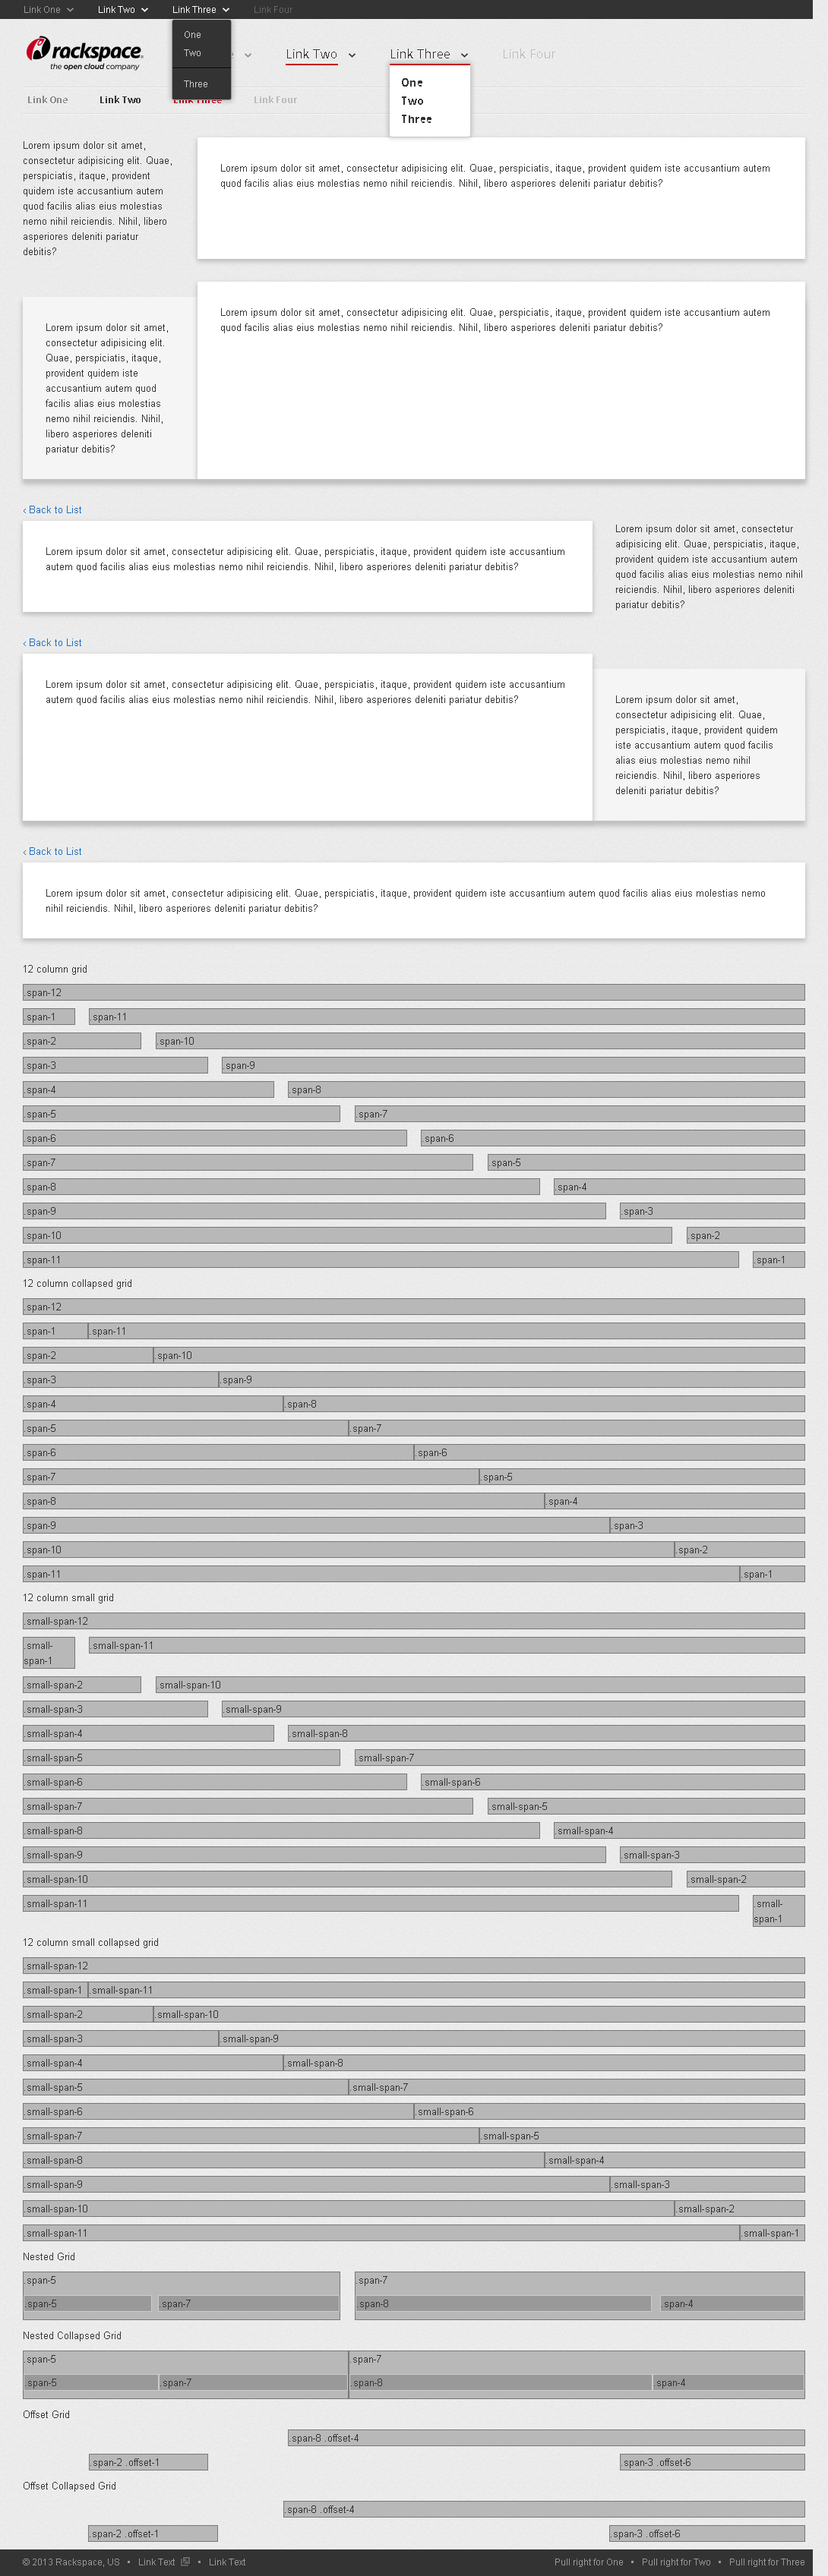 Link One Link Two Link Three Link Four
One
Two
Three
rackspace
the open cloud company
Link Two Link Three Link Four
One
Two
Three
Link One Link Two Link Three Link Four
Lorem ipsum dolor sit amet,
consectetur adipisicing elit. Quae,
perspiciatis, itaque, provident
quidem iste accusantium autem
quod facilis alias eius molestias
nemo nihil reiciendis. Nihil, libero
asperiores deleniti pariatur
debitis?
Lorem ipsum dolor sit amet, consectetur adipisicing elit. Quae, perspiciatis, itaque, provident quidem iste accusantium autem
quod facilis alias eius molestias nemo nihil reiciendis. Nihil, libero asperiores deleniti pariatur debitis?
Lorem ipsum dolor sit amet,
consectetur adipisicing elit.
Quae, perspiciatis, itaque,
provident quidem iste
accusantium autem quod
facilis alias eius molestias
nemo nihil reiciendis. Nihil,
libero asperiores deleniti
pariatur debitis?
Lorem ipsum dolor sit amet, consectetur adipisicing elit. Quae, perspiciatis, itaque, provident quidem iste accusantium autem
quod facilis alias eius molestias nemo nihil reiciendis. Nihil, libero asperiores deleniti pariatur debitis?
‹ Back to List
Lorem ipsum dolor sit amet, consectetur adipisicing elit. Quae, perspiciatis, itaque, provident quidem iste accusantium
autem quod facilis alias eius molestias nemo nihil reiciendis. Nihil, libero asperiores deleniti pariatur debitis?
Lorem ipsum dolor sit amet, consectetur
adipisicing elit. Quae, perspiciatis, itaque,
provident quidem iste accusantium autem
quod facilis alias eius molestias nemo nihil
reiciendis. Nihil, libero asperiores deleniti
pariatur debitis?
‹ Back to List
Lorem ipsum dolor sit amet, consectetur adipisicing elit. Quae, perspiciatis, itaque, provident quidem iste accusantium
autem quod facilis alias eius molestias nemo nihil reiciendis. Nihil, libero asperiores deleniti pariatur debitis?
Lorem ipsum dolor sit amet,
consectetur adipisicing elit. Quae,
perspiciatis, itaque, provident quidem
iste accusantium autem quod facilis
alias eius molestias nemo nihil
reiciendis. Nihil, libero asperiores
deleniti pariatur debitis?
‹ Back to List
Lorem ipsum dolor sit amet, consectetur adipisicing elit. Quae, perspiciatis, itaque, provident quidem iste accusantium autem quod facilis alias eius molestias nemo
nihil reiciendis. Nihil, libero asperiores deleniti pariatur debitis?
12 column grid
.span-12
.span-1 .span-11
.span-2 .span-10
.span-3 .span-9
.span-4 .span-8
.span-5 .span-7
.span-6 .span-6
.span-7 .span-5
.span-8 .span-4
.span-9 .span-3
.span-10 .span-2
.span-11 .span-1
12 column collapsed grid
.span-12
.span-1 .span-11
.span-2 .span-10
.span-3 .span-9
.span-4 .span-8
.span-5 .span-7
.span-6 .span-6
.span-7 .span-5
.span-8 .span-4
.span-9 .span-3
.span-10 .span-2
.span-11 .span-1
12 column small grid
.small-span-12
.small-
span-1
.small-span-11
.small-span-2 .small-span-10
.small-span-3 .small-span-9
.small-span-4 .small-span-8
.small-span-5 .small-span-7
.small-span-6 .small-span-6
.small-span-7 .small-span-5
.small-span-8 .small-span-4
.small-span-9 .small-span-3
.small-span-10 .small-span-2
.small-span-11
.small-
span-1
12 column small collapsed grid
.small-span-12
.small-span-1 .small-span-11
.small-span-2 .small-span-10
.small-span-3 .small-span-9
.small-span-4 .small-span-8
.small-span-5 .small-span-7
.small-span-6 .small-span-6
.small-span-7 .small-span-5
.small-span-8 .small-span-4
.small-span-9 .small-span-3
.small-span-10 .small-span-2
.small-span-11 .small-span-1
Nested Grid
.span-5 .span-7
.span-5 .span-7 .span-8 .span-4
Nested Collapsed Grid
.span-5 .span-7
.span-5 .span-7 .span-8 .span-4
Offset Grid
.span-8 .offset-4
.span-2 .offset-1 .span-3 .offset-6
Offset Collapsed Grid
.span-8 .offset-4
.span-2 .offset-1 .span-3 .offset-6
© 2013 Rackspace, US • Link Text • Link Text Pull right for One • Pull right for Two • Pull right for Three